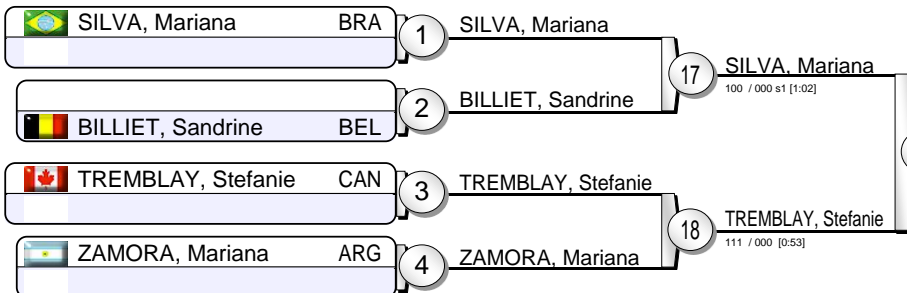 SILVA, Mariana BRA
1
SILVA, Mariana
17
SILVA, Mariana
100 / 000 s1 [1:02]
2
BILLIET, Sandrine
BILLIET, Sandrine BEL
TREMBLAY, Stefanie CAN
3
TREMBLAY, Stefanie
18
TREMBLAY, Stefanie
111 / 000 [0:53]
ZAMORA, Mariana ARG
4
ZAMORA, Mariana